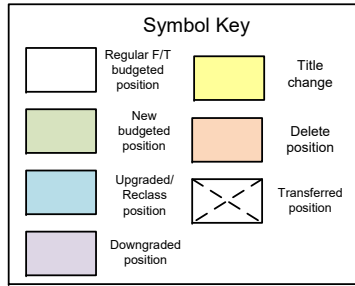 Symbol Key
Regular F/T
budgeted
position
New
budgeted
position
Upgraded/
Reclass
position
Downgraded
position
Title
change
Delete
position
Transferred
position